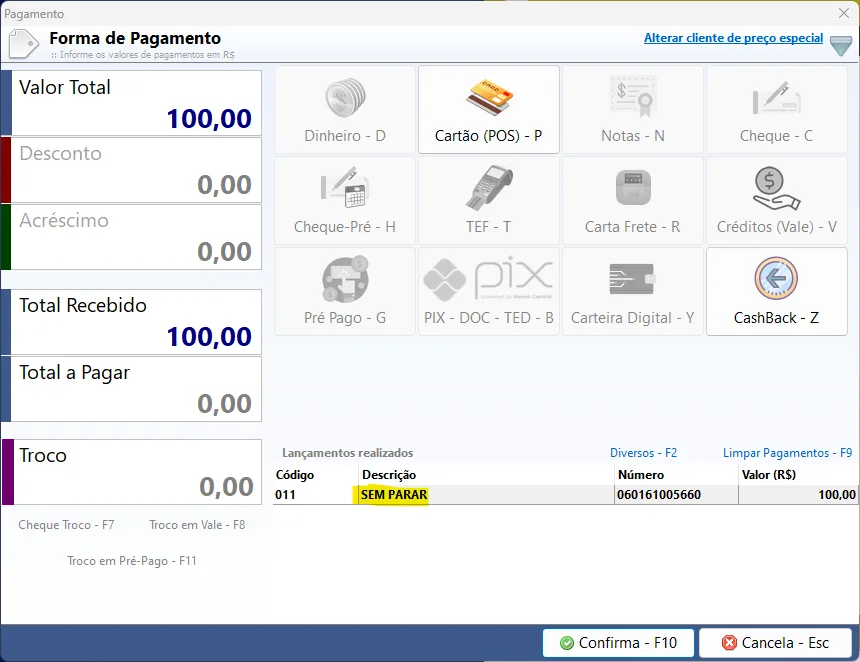 Pagamento
Forma de Pagamento
:: Informe os valores de pagamentos em R$
Alterar cliente de preço especial
Valor Total
100,00
Desconto
0,00
Acréscimo
0,00
Total Recebido
100,00
Total a Pagar
0,00
Troco
0,00
Cheque Troco - F7 Troco em Vale - F8
Troco em Pré-Pago - F11
Dinheiro - D Cartão (POS) - P Notas - N Cheque - C
Cheque-Pré - H TEF - T Carta Frete - R Créditos (Vale) - V
pix
powered by Banco Central
Pré Pago - G PIX - DOC - TED - B Carteira Digital - Y CashBack - Z
Lançamentos realizados Diversos - F2 Limpar Pagamentos - F9
Código Descrição Número Valor (R$)
011 SEM PARAR 060161005660 100,00
Confirma - F10 Cancela - Esc